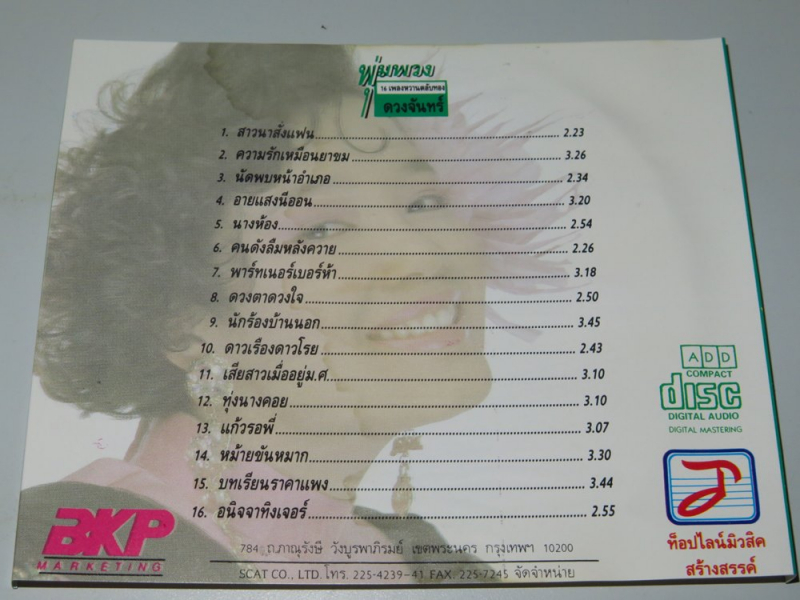 พุ่มพวง
16 เพลงหวานตลับทอง
ดวงจันทร์
1. สาวนาสั่งแฟน 2.23
2. ความรักเหมือนยาขม 3.26
3. นัดพบหน้าอำเภอ 2.34
4. อายแสงนีออน 3.20
5. นางห้อง 2.54
6. คนดังลืมหลังควาย 2.26
7. พาร์ทเนอร์เบอร์ห้า 3.18
8. ดวงตาดวงใจ 2.50
9. นักร้องบ้านนอก 3.45
10. ดาวเรืองดาวโรย 2.43
11. เสียสาวเมื่ออยู่ม.ศ. 3.10
12. ทุ่งนางคอย 3.10
13. แก้วรอพี่ 3.07
14. หม้ายขันหมาก 3.30
15. บทเรียนราคาแพง 3.44
16. อนิจจาทิงเจอร์ 2.55
ADD
COMPACT
disc
DIGITAL AUDIO
DIGITAL MASTERING
BKP
MARKETING
784 ถ.ภาณุรังษี วังบูรพาภิรมย์ เขตพระนคร กรุงเทพฯ 10200
SCAT CO., LTD. โทร. 225-4239-41 FAX. 225-7245 จัดจำหน่าย
ท็อปไลน์มิวสิค
สร้างสรรค์